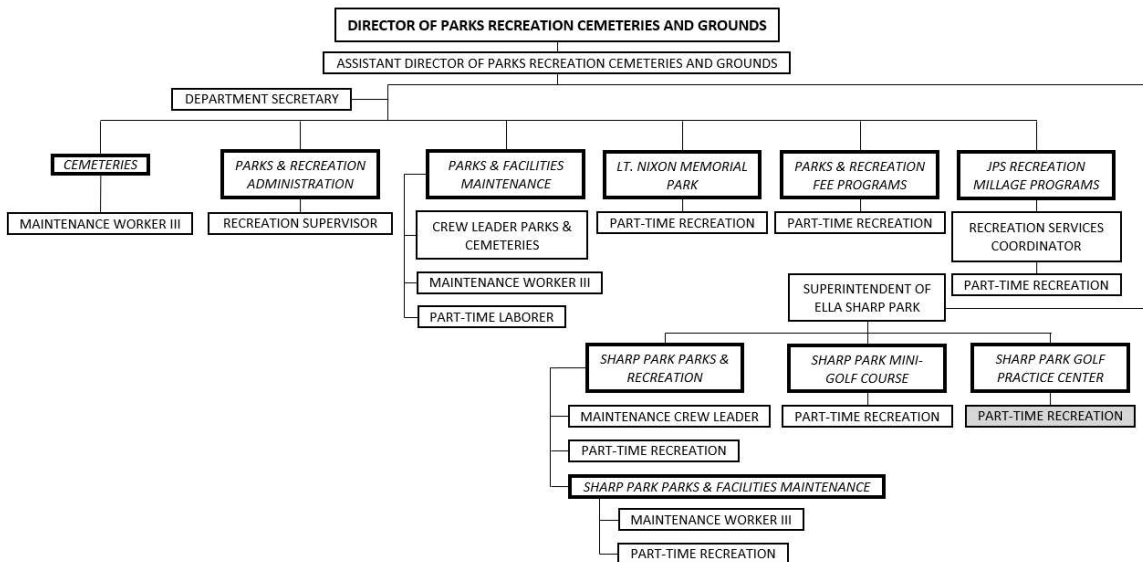 DIRECTOR OF PARKS RECREATION CEMETERIES AND GROUNDS
ASSISTANT DIRECTOR OF PARKS RECREATION CEMETERIES AND GROUNDS
DEPARTMENT SECRETARY
CEMETERIES
MAINTENANCE WORKER III
PARKS & RECREATION
ADMINISTRATION
RECREATION SUPERVISOR
PARKS & FACILITIES
MAINTENANCE
CREW LEADER PARKS &
CEMETERIES
MAINTENANCE WORKER III
PART-TIME LABORER
LT. NIXON MEMORIAL
PARK
PART-TIME RECREATION
PARKS & RECREATION
FEE PROGRAMS
PART-TIME RECREATION
JPS RECREATION
MILLAGE PROGRAMS
RECREATION SERVICES
COORDINATOR
PART-TIME RECREATION
SUPERINTENDENT OF
ELLA SHARP PARK
SHARP PARK PARKS &
RECREATION
MAINTENANCE CREW LEADER
PART-TIME RECREATION
SHARP PARK PARKS & FACILITIES MAINTENANCE
MAINTENANCE WORKER III
PART-TIME RECREATION
SHARP PARK MINI-
GOLF COURSE
PART-TIME RECREATION
SHARP PARK GOLF
PRACTICE CENTER
PART-TIME RECREATION